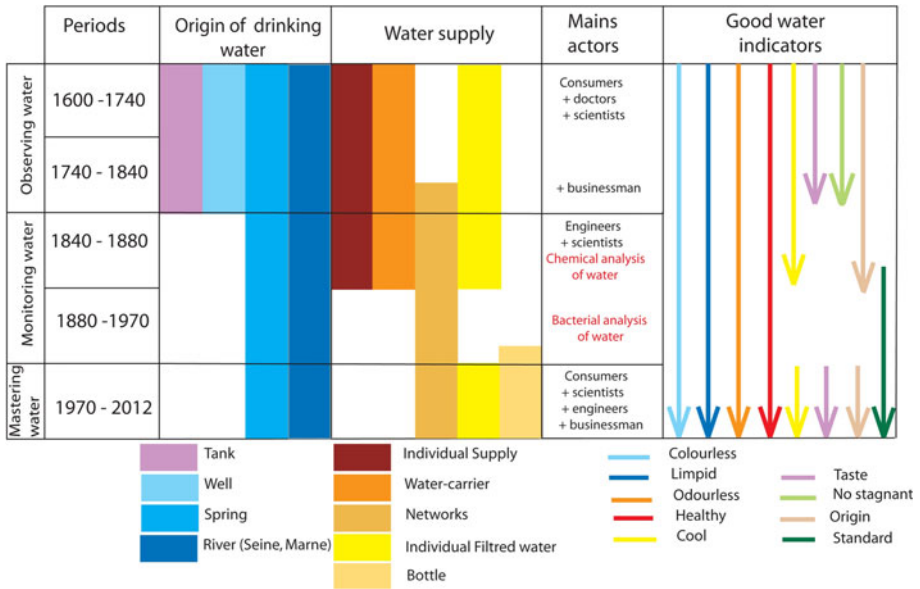 Periods
Origin of drinking
water
Water supply
Mains
actors
Good water
indicators
Observing water
1600 -1740
Consumers
+ doctors
+ scientists
1740 - 1840
+ businessman
Monitoring water
1840 - 1880
Engineers
+ scientists
Chemical analysis
of water
1880 -1970
Bacterial analysis
of water
Mastering
water
1970 - 2012
Consumers
+ scientists
+ engineers
+ businessman
Tank
Well
Spring
River (Seine, Marne)
Individual Supply
Water-carrier
Networks
Individual Filtred water
Bottle
Colourless
Limpid
Odourless
Healthy
Cool
Taste
No stagnant
Origin
Standard